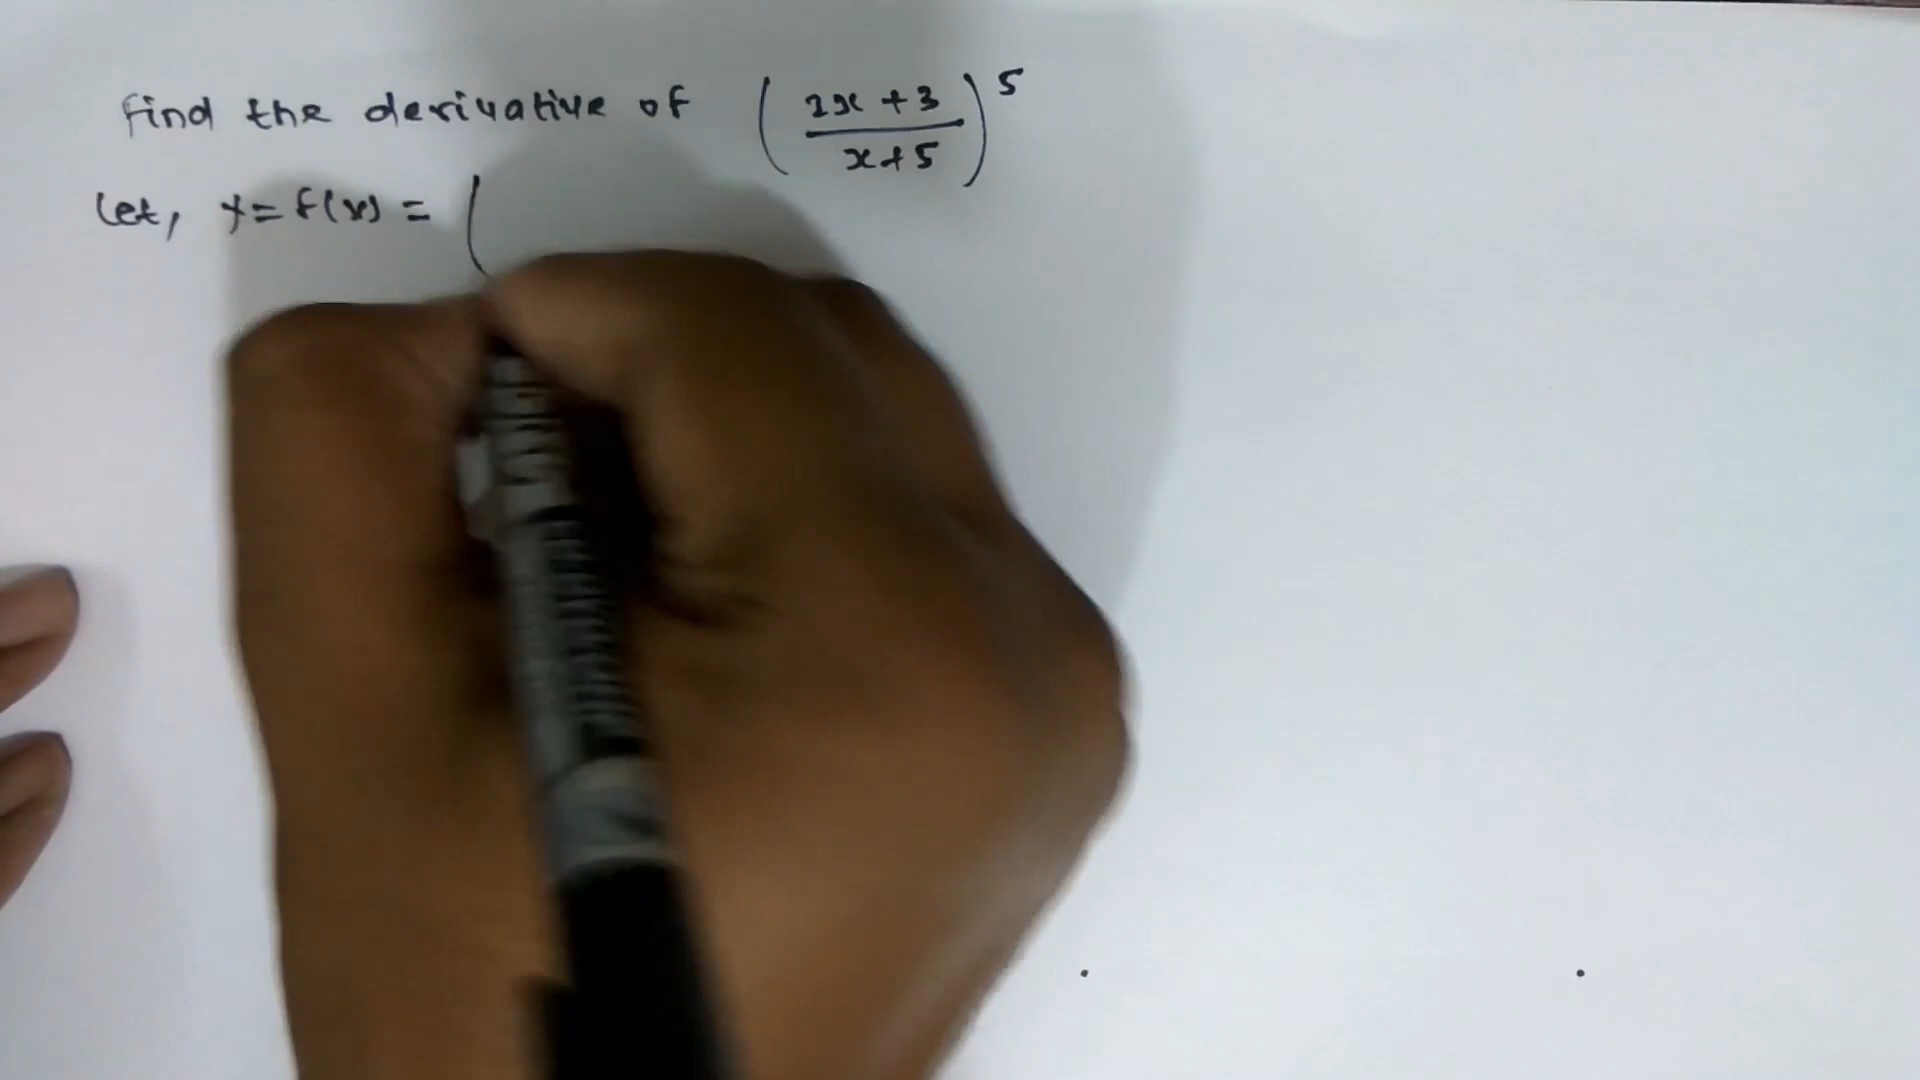 find the derivative of (2x+3/x+5)^5
Let, y=f(x) = (